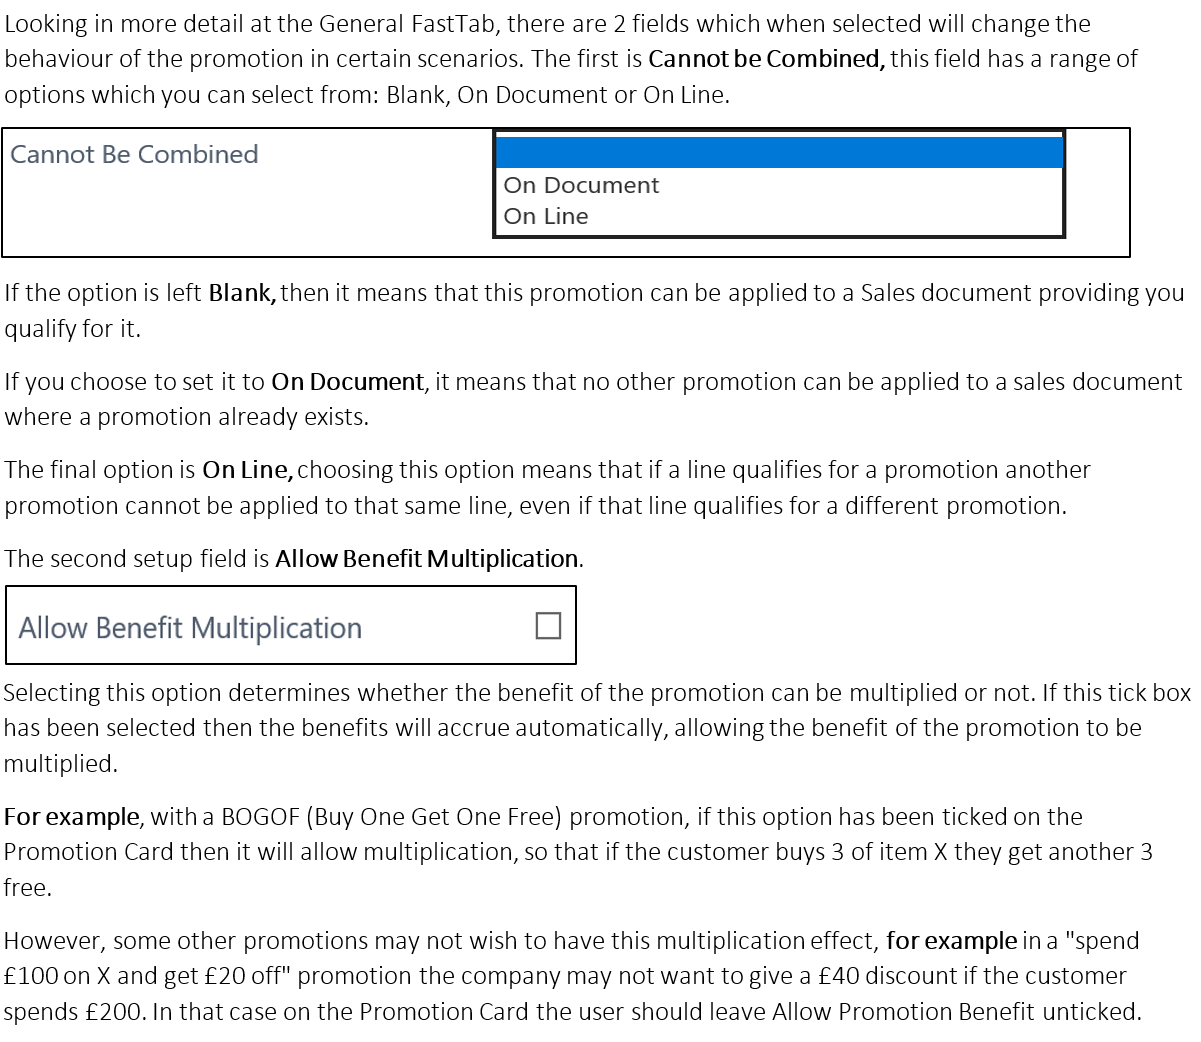 Looking in more detail at the General FastTab, there are 2 fields which when selected will change the
behaviour of the promotion in certain scenarios. The first is Cannot be Combined, this field has a range of
options which you can select from: Blank, On Document or On Line.
Cannot Be Combined
On Document
On Line
If the option is left Blank, then it means that this promotion can be applied to a Sales document providing you
qualify for it.
If you choose to set it to On Document, it means that no other promotion can be applied to a sales document
where a promotion already exists.
The final option is On Line, choosing this option means that if a line qualifies for a promotion another
promotion cannot be applied to that same line, even if that line qualifies for a different promotion.
The second setup field is Allow Benefit Multiplication.
Allow Benefit Multiplication
Selecting this option determines whether the benefit of the promotion can be multiplied or not. If this tick box
has been selected then the benefits will accrue automatically, allowing the benefit of the promotion to be
multiplied.
For example, with a BOGOF (Buy One Get One Free) promotion, if this option has been ticked on the
Promotion Card then it will allow multiplication, so that if the customer buys 3 of item X they get another 3
free.
However, some other promotions may not wish to have this multiplication effect, for example in a "spend
£100 on X and get £20 off" promotion the company may not want to give a £40 discount if the customer
spends £200. In that case on the Promotion Card the user should leave Allow Promotion Benefit unticked.